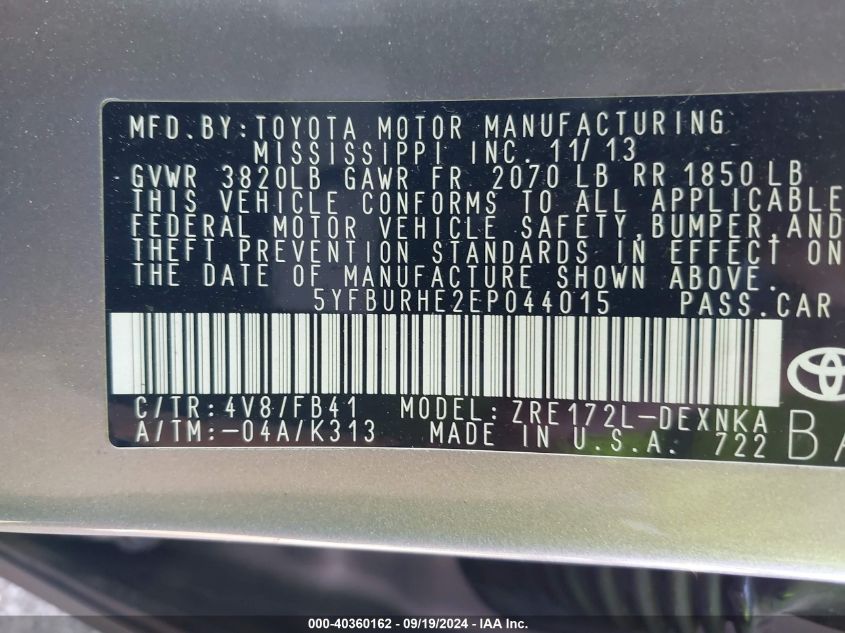 MFD.BY:TOYOTA MOTOR MANUFACTURING
MISSISSIPPI INC. 11/13
GVWR 3820LB GAWR FR 2070 LB RR 1850 LB
THIS VEHICLE CONFORMS TO ALL APPLICABLE
FEDERAL MOTOR VEHICLE SAFETY,BUMPER,AND
THEFT PREVENTION STANDARDS IN EFFECT ON
THE DATE OF MANUFACTURE SHOWN ABOVE.
5YFBURHE2EP044015 PASS.CAR
C/TR:4V8/FB41 MODEL:ZRE172L-DEXNKA
A/TM:-04A/K313 MADE IN U.S.A. 722
000-40360162 - 09/19/2024 - IAA Inc.